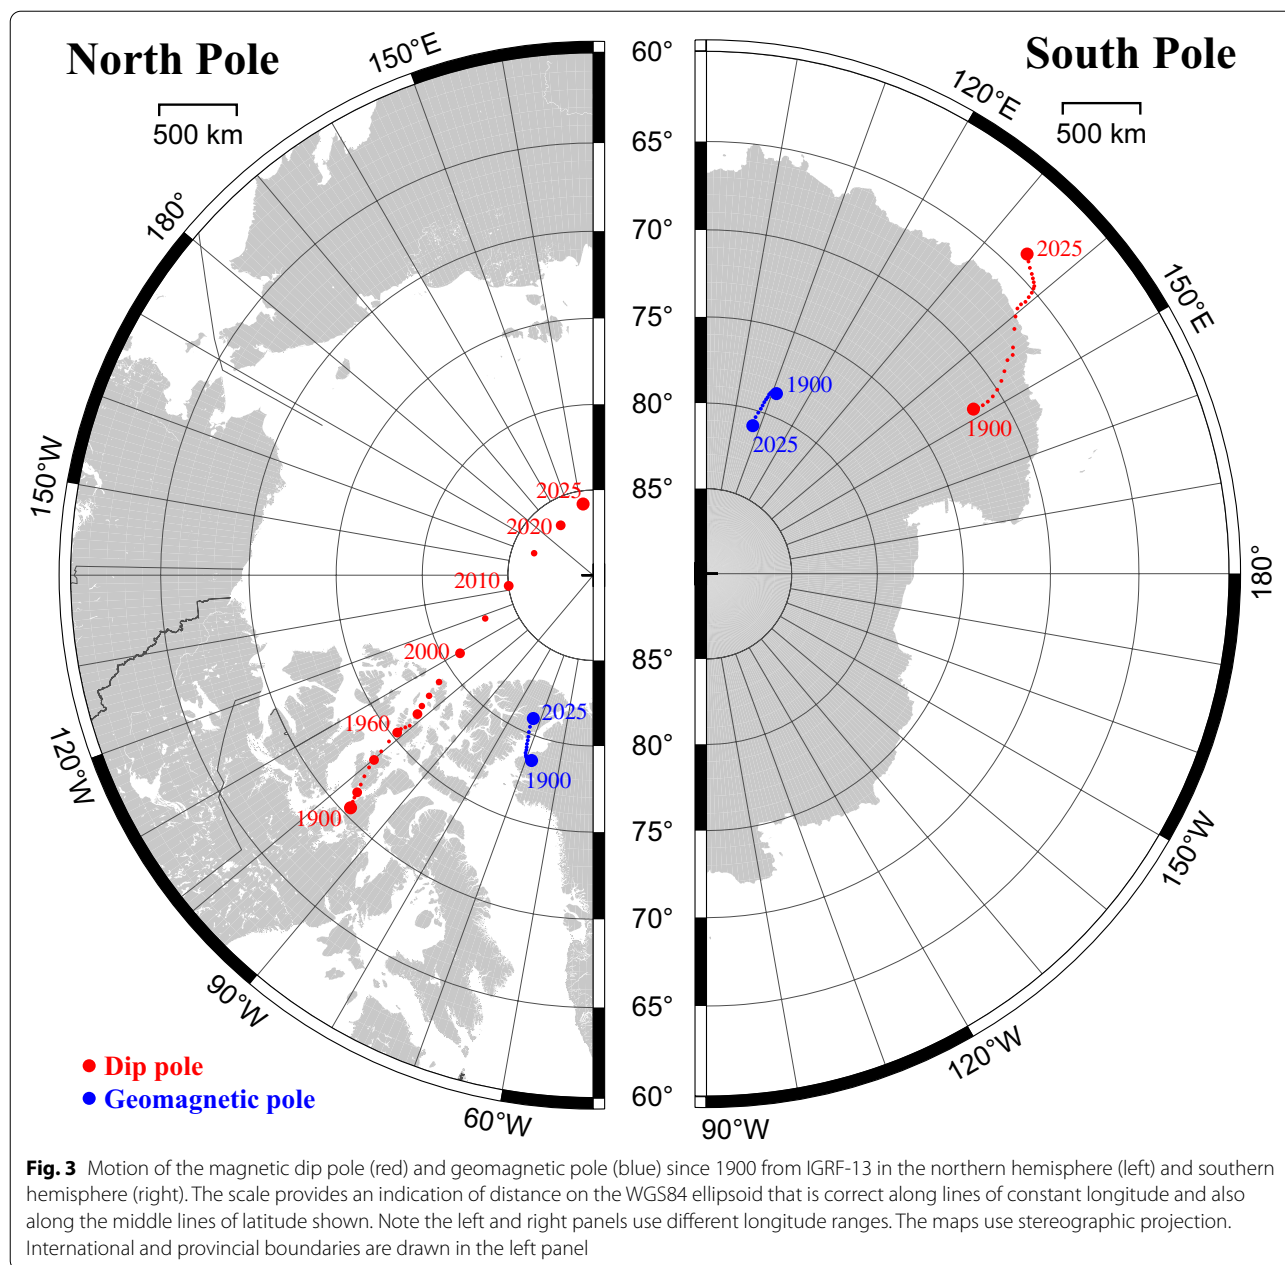 North Pole
South Pole
500 km
500 km
150°E
180°
150°W
120°W
90°W
60°W
60°
65°
70°
75°
80°
85°
85°
80°
75°
70°
65°
60°
120°E
150°E
180°
150°W
120°W
90°W
2025
2020
2010
2000
1960
1900
2025
1900
1900
2025
2025
1900
Dip pole
Geomagnetic pole
Fig. 3 Motion of the magnetic dip pole (red) and geomagnetic pole (blue) since 1900 from IGRF-13 in the northern hemisphere (left) and southern
hemisphere (right). The scale provides an indication of distance on the WGS84 ellipsoid that is correct along lines of constant longitude and also
along the middle lines of latitude shown. Note the left and right panels use different longitude ranges. The maps use stereographic projection.
International and provincial boundaries are drawn in the left panel